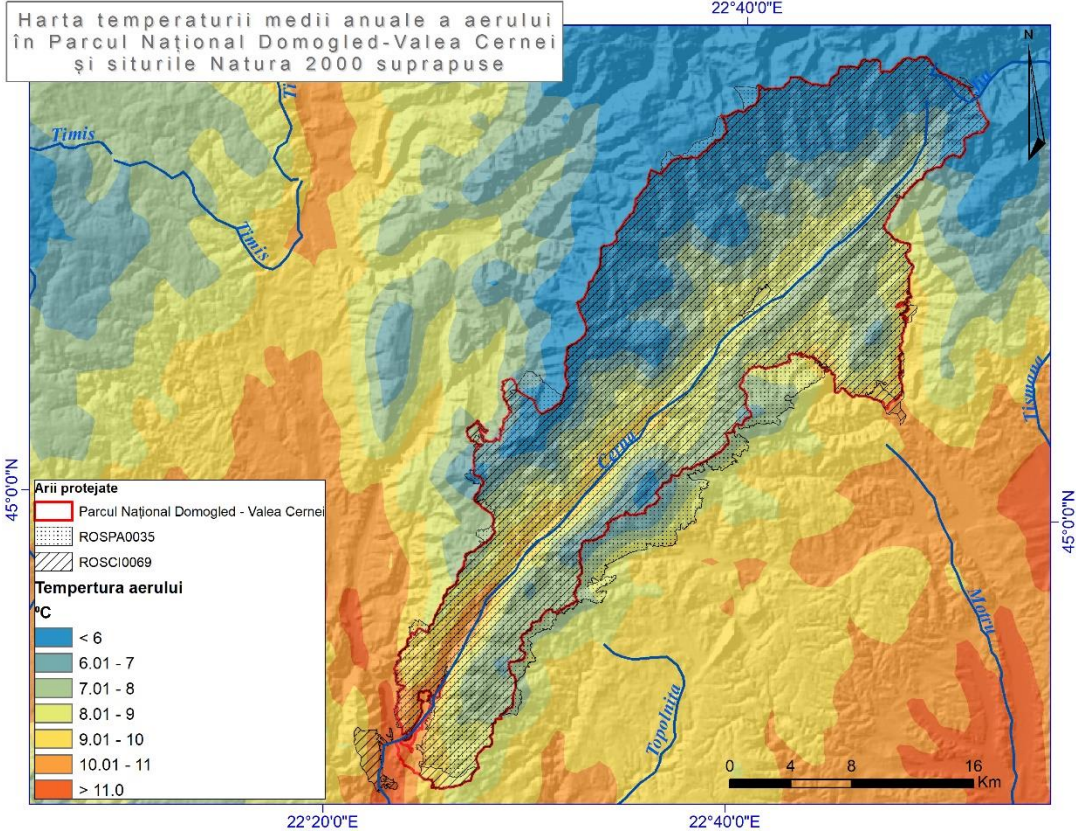 Harta temperaturii medii anuale a aerului
în Parcul Național Domogled-Valea Cernei
și siturile Natura 2000 suprapuse
22°40'0"E
N
Timis
Timis
Tismana
Cerna
45°0'0"N
45°0'0"N
Arii protejate
Parcul Național Domogled - Valea Cernei
ROSPA0035
ROSCI0069
Tempertura aerului
ºC
< 6
6.01 - 7
7.01 - 8
8.01 - 9
9.01 - 10
10.01 - 11
> 11.0
Motru
Topolnita
0 4 8 16
Km
22°20'0"E
22°40'0"E